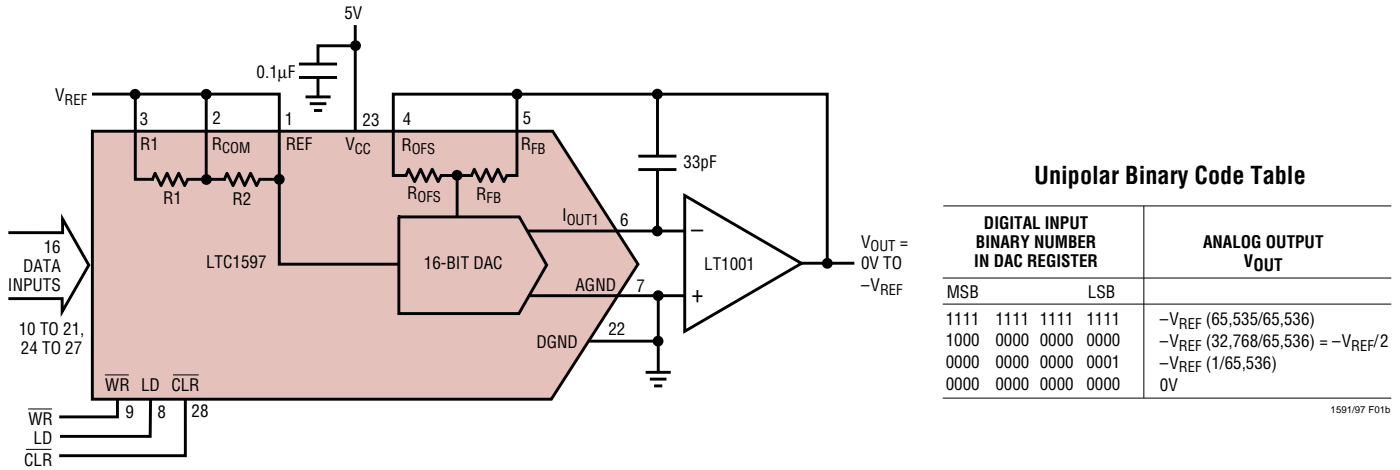 5V
0.1µF
VREF
3 2 1 23 4 5
R1 RCOM REF VCC ROFS RFB
R1 R2 ROFS RFB
33pF
IOUT1 6
16
DATA
INPUTS
10 TO 21,
24 TO 27
LTC1597
16-BIT DAC
AGND 7
DGND 22
–
+
LT1001
VOUT =
0V TO
–VREF
WR LD CLR
9 8 28
WR
LD
CLR
Unipolar Binary Code Table
DIGITAL INPUT
BINARY NUMBER
IN DAC REGISTER
ANALOG OUTPUT
VOUT
MSB LSB
1111 1111 1111 1111 –VREF (65,535/65,536)
1000 0000 0000 0000 –VREF (32,768/65,536) = –VREF/2
0000 0000 0000 0001 –VREF (1/65,536)
0000 0000 0000 0000 0V
1591/97 F01b